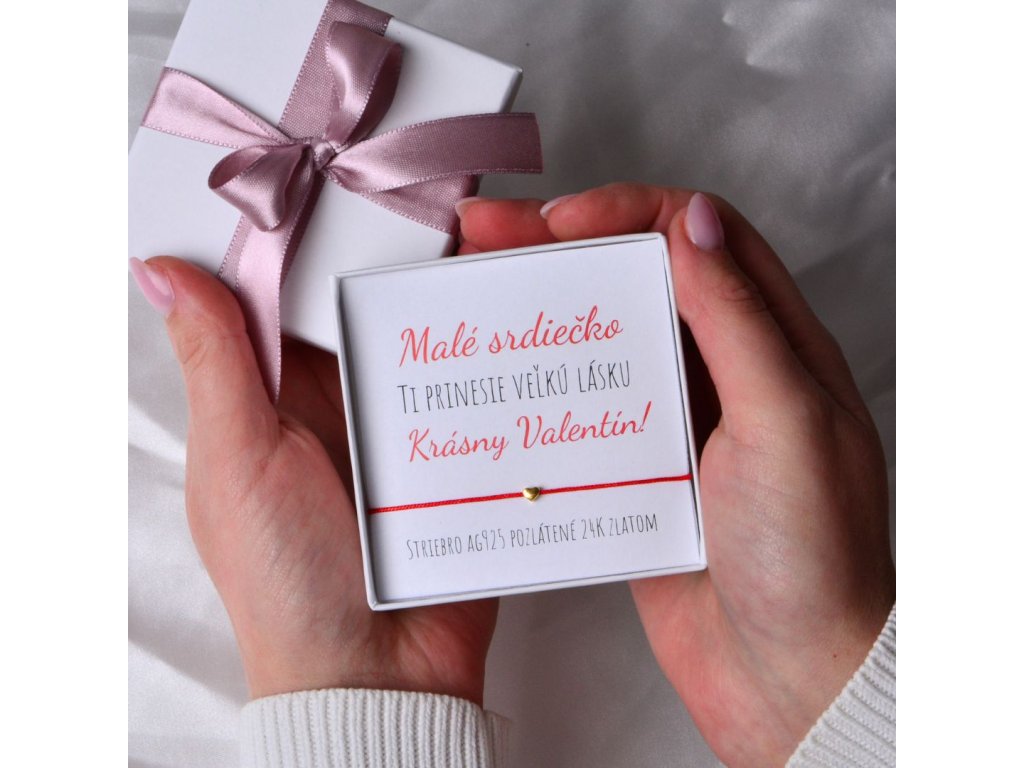 Malé srdiečko
Ti prinesie veľkú lásku
Krásny Valentín!
Striebro ag925 pozlátené 24k zlatom